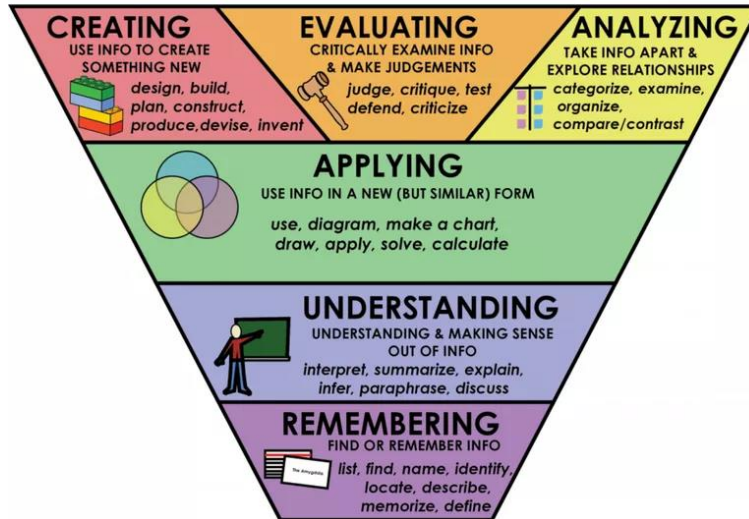 CREATING
USE INFO TO CREATE
SOMETHING NEW
design, build,
plan, construct,
produce,devise, invent
EVALUATING
CRITICALLY EXAMINE INFO
& MAKE JUDGEMENTS
judge, critique, test
defend, criticize
ANALYZING
TAKE INFO APART &
EXPLORE RELATIONSHIPS
categorize, examine,
organize,
compare/contrast
APPLYING
USE INFO IN A NEW (BUT SIMILAR) FORM
use, diagram, make a chart,
draw, apply, solve, calculate
UNDERSTANDING
UNDERSTANDING & MAKING SENSE
OUT OF INFO
interpret, summarize, explain,
infer, paraphrase, discuss
REMEMBERING
FIND OR REMEMBER INFO
The Amygdala
list, find, name, identify,
locate, describe,
memorize, define